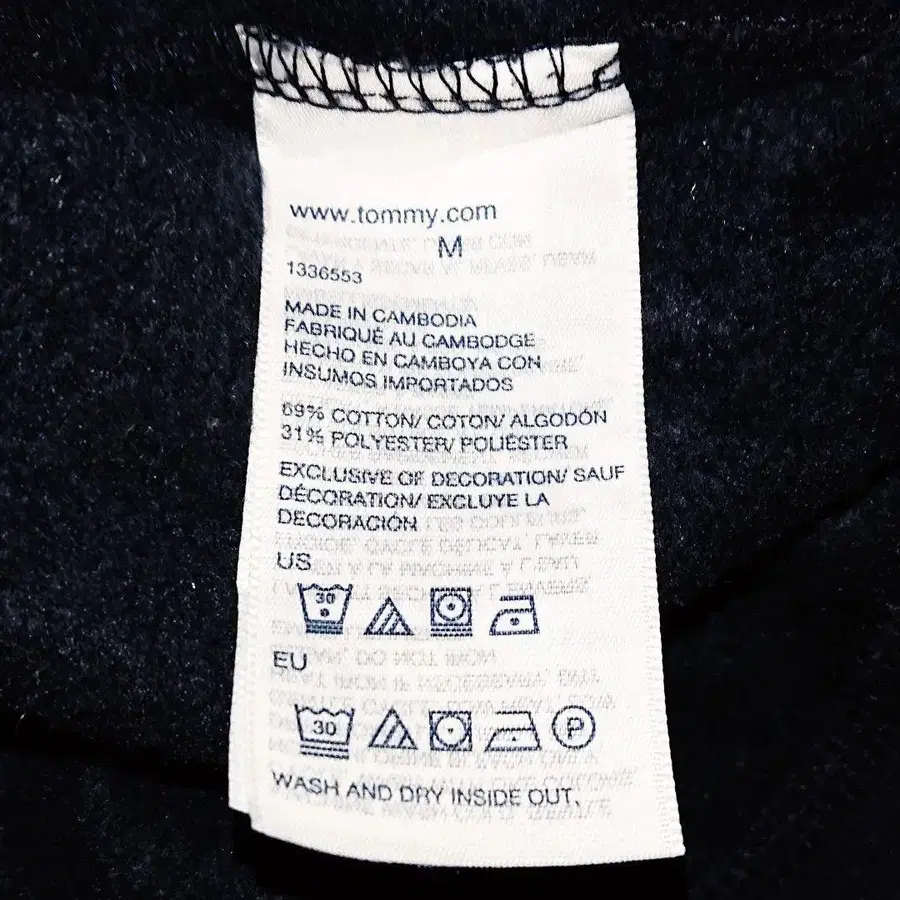 www.tommy.com
M
1336553
MADE IN CAMBODIA
FABRIQUÉ AU CAMBODGE
HECHO EN CAMBOYA CON
INSUMOS IMPORTADOS
69% COTTON/ COTON/ ALGODÓN
31% POLYESTER/ POLIÉSTER
EXCLUSIVE OF DECORATION/ SAUF
DÉCORATION/ EXCLUYE LA
DECORACIÓN
US
30
EU
30 P
WASH AND DRY INSIDE OUT.